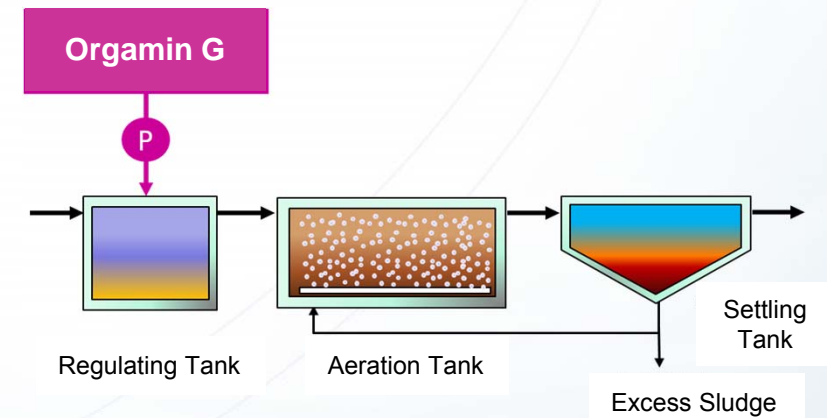 Orgamin G
P
Regulating Tank
Aeration Tank
Settling
Tank
Excess Sludge